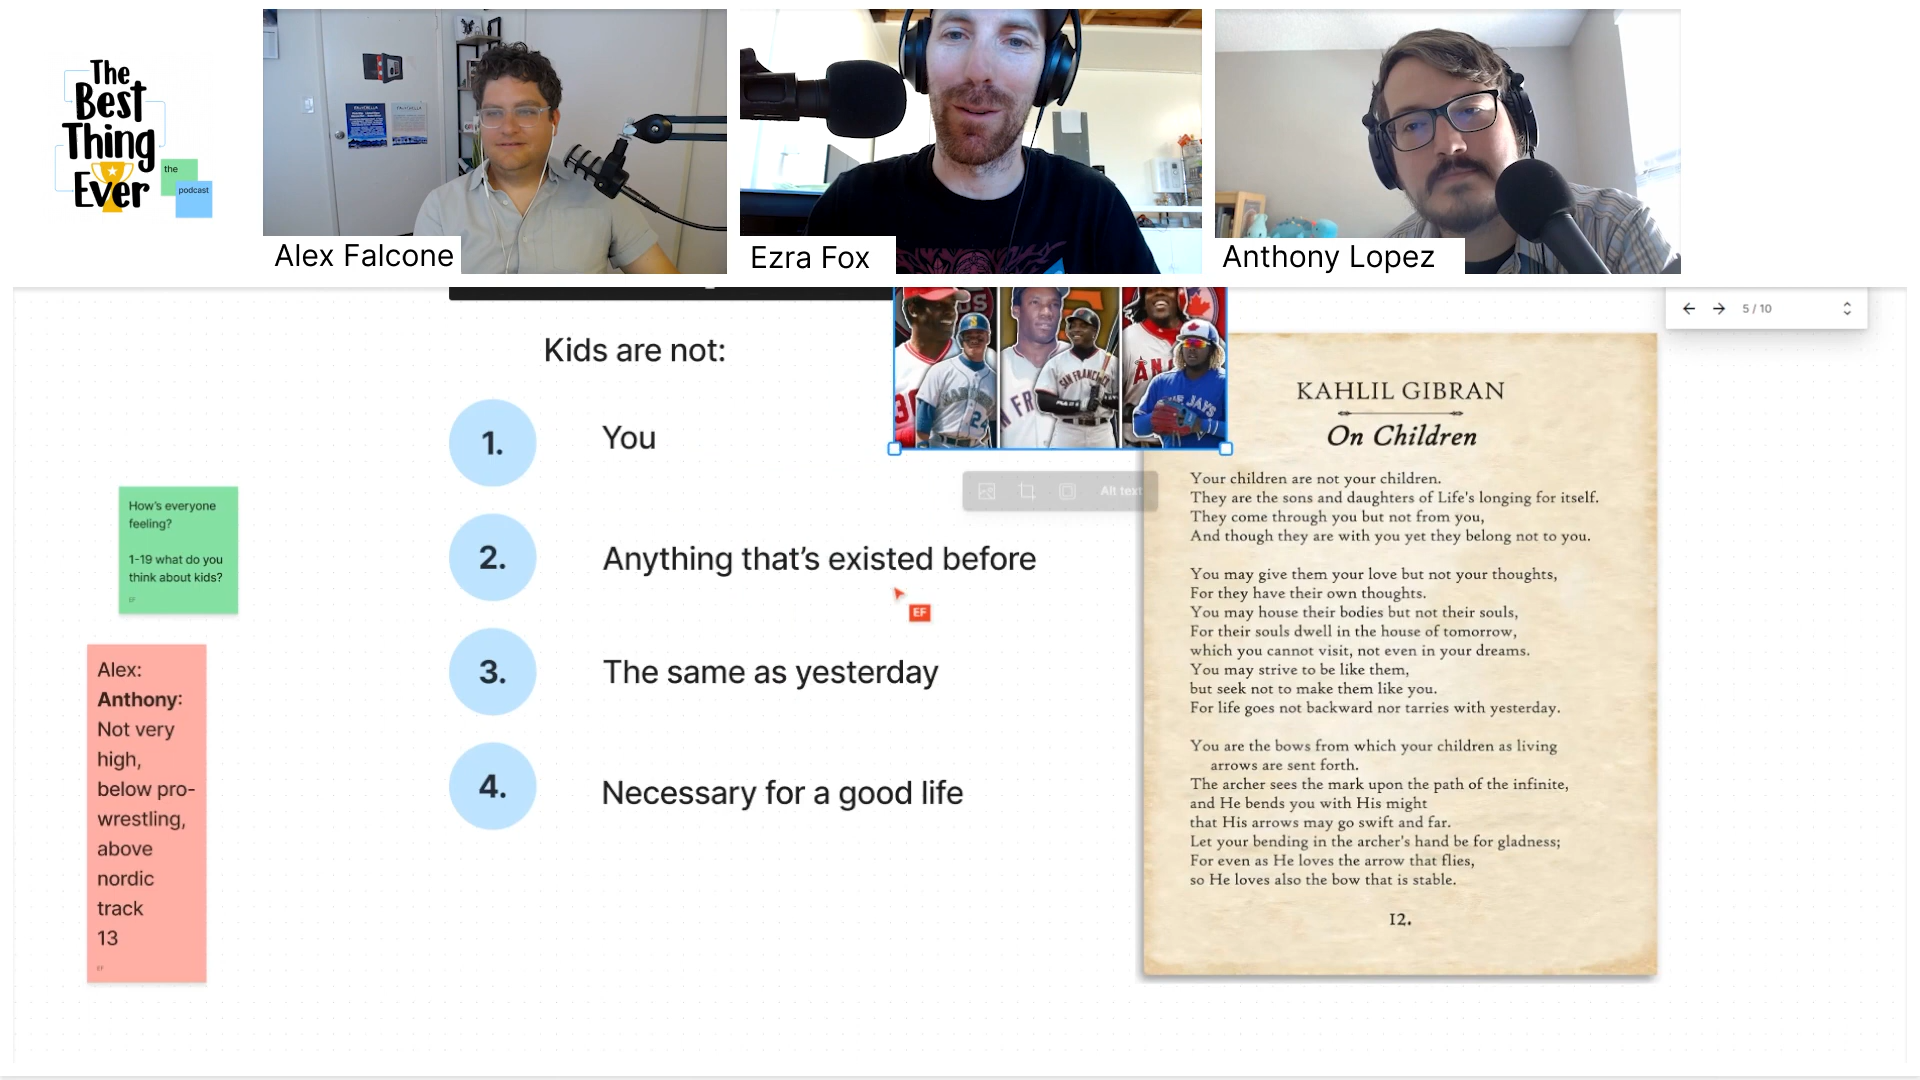 The
Best
Thing
Ever
the
podcast
Alex Falcone
Ezra Fox
Anthony Lopez
5 / 10
Kids are not:
1.
You
2.
Anything that's existed before
3.
The same as yesterday
4.
Necessary for a good life
EF
Alt text
SAN FRANCISCO
24
How's everyone
feeling?
1-19 what do you
think about kids?
EF
Alex:
Anthony:
Not very
high,
below pro-
wrestling,
above
nordic
track
13
EF
KAHLIL GIBRAN
On Children
Your children are not your children.
They are the sons and daughters of Life's longing for itself.
They come through you but not from you,
And though they are with you yet they belong not to you.
You may give them your love but not your thoughts,
For they have their own thoughts.
You may house their bodies but not their souls,
For their souls dwell in the house of tomorrow,
which you cannot visit, not even in your dreams.
You may strive to be like them,
but seek not to make them like you.
For life goes not backward nor tarries with yesterday.
You are the bows from which your children as living
arrows are sent forth.
The archer sees the mark upon the path of the infinite,
and He bends you with His might
that His arrows may go swift and far.
Let your bending in the archer's hand be for gladness;
For even as He loves the arrow that flies,
so He loves also the bow that is stable.
12.